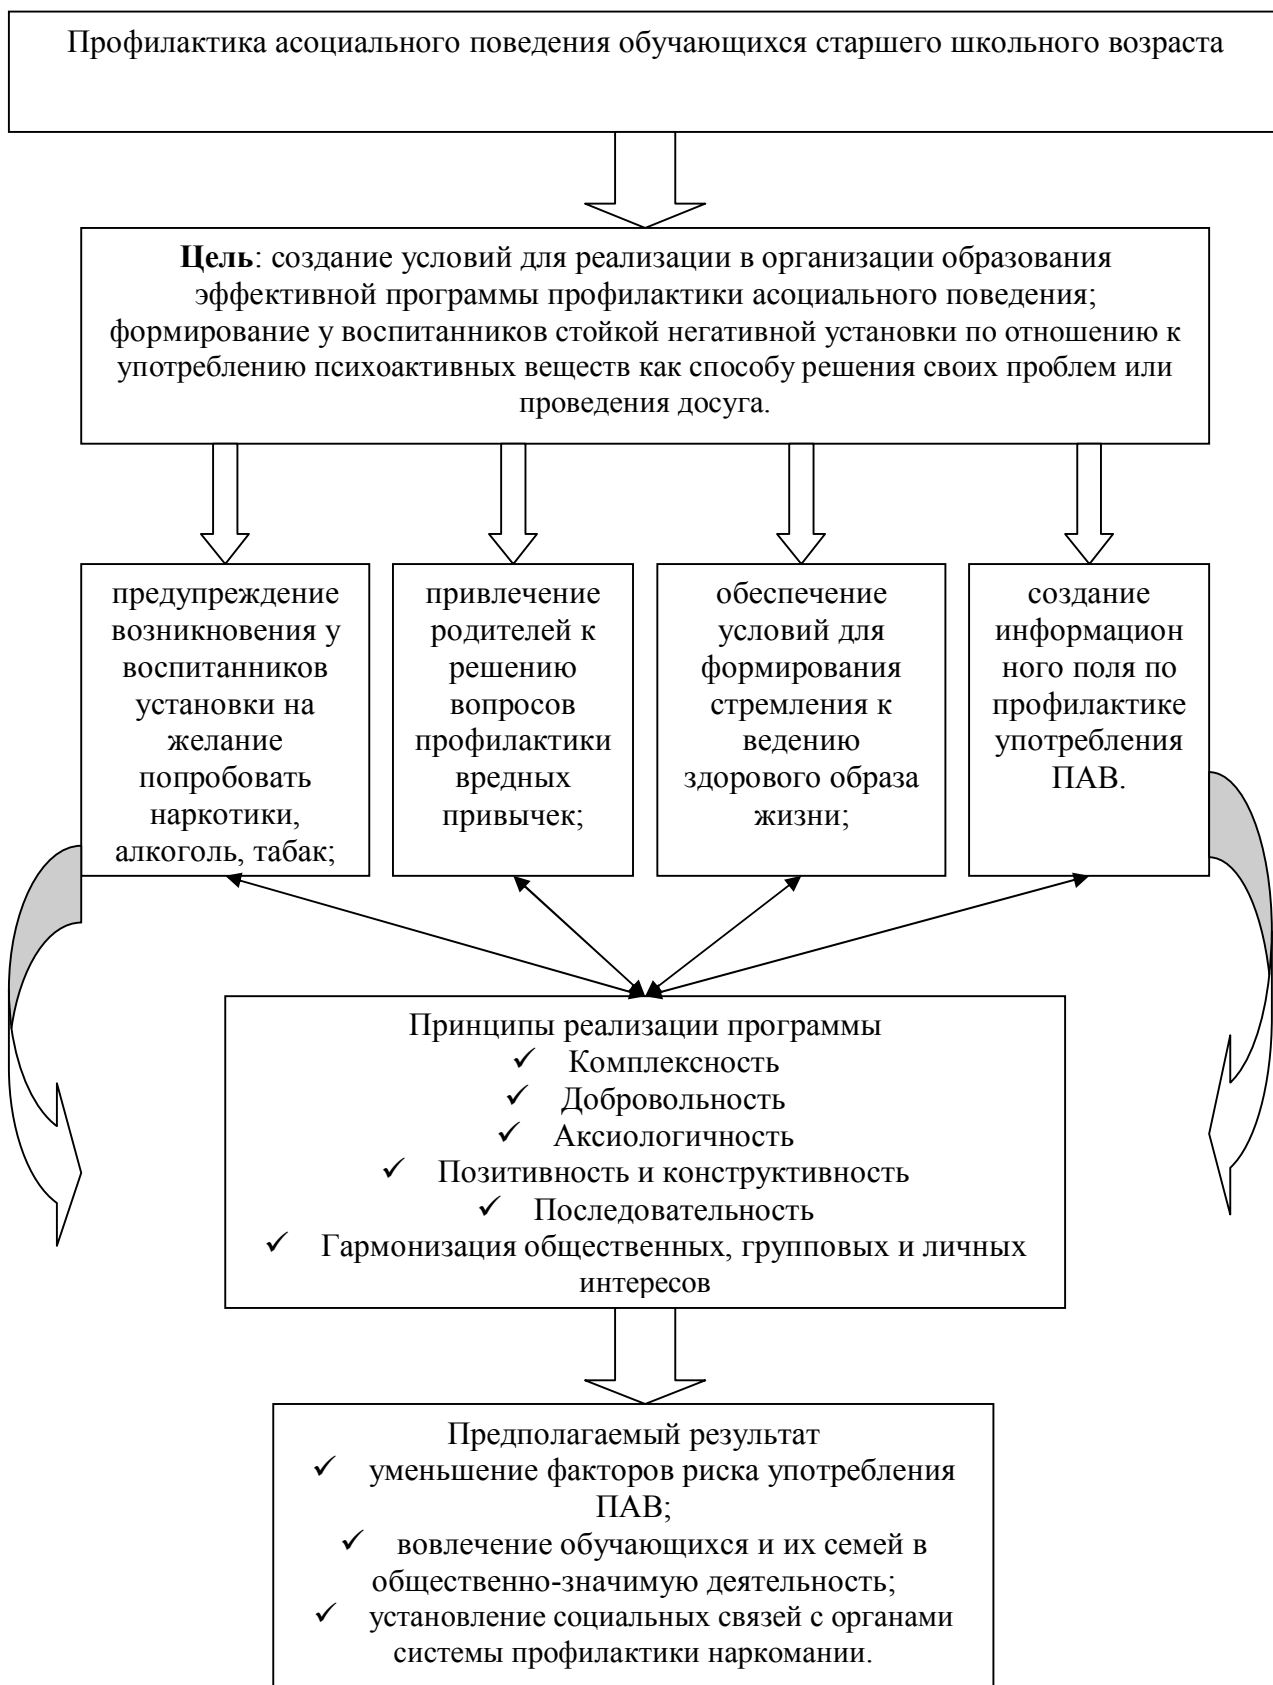 Профилактика асоциального поведения обучающихся старшего школьного возраста
Цель: создание условий для реализации в организации образования
эффективной программы профилактики асоциального поведения;
формирование у воспитанников стойкой негативной установки по отношению к
употреблению психоактивных веществ как способу решения своих проблем или
проведения досуга.
предупреждение
возникновения у
воспитанников
установки на
желание
попробовать
наркотики,
алкоголь, табак;
привлечение
родителей к
решению
вопросов
профилактики
вредных
привычек;
обеспечение
условий для
формирования
стремления к
ведению
здорового образа
жизни;
создание
информацион
ного поля по
профилактике
употребления
ПАВ.
Принципы реализации программы
✓ Комплексность
✓ Добровольность
✓ Аксиологичность
✓ Позитивность и конструктивность
✓ Последовательность
✓ Гармонизация общественных, групповых и личных
интересов
Предполагаемый результат
✓ уменьшение факторов риска употребления
ПАВ;
✓ вовлечение обучающихся и их семей в
общественно-значимую деятельность;
✓ установление социальных связей с органами
системы профилактики наркомании.